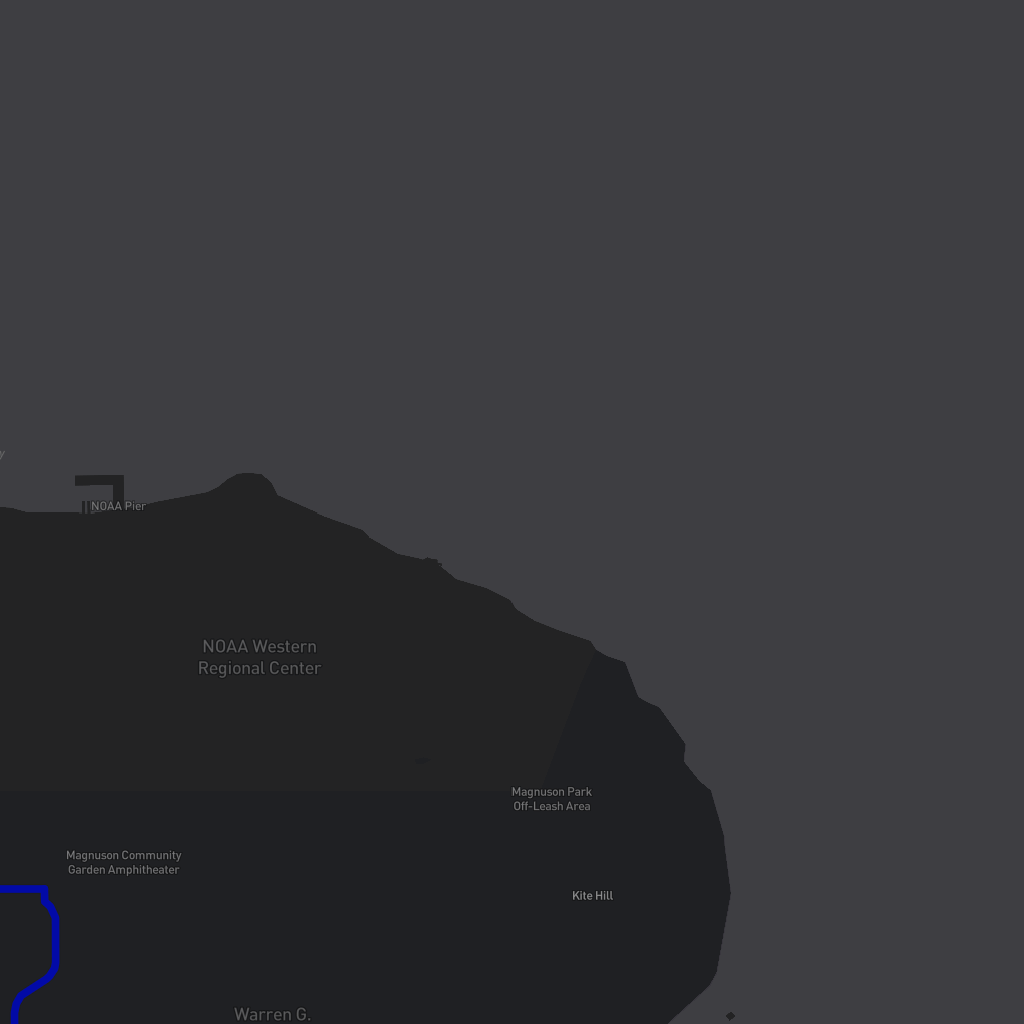 NOAA Pier
NOAA Western
Regional Center
Magnuson Park
Off-Leash Area
Magnuson Community
Garden Amphitheater
Kite Hill
Warren G.